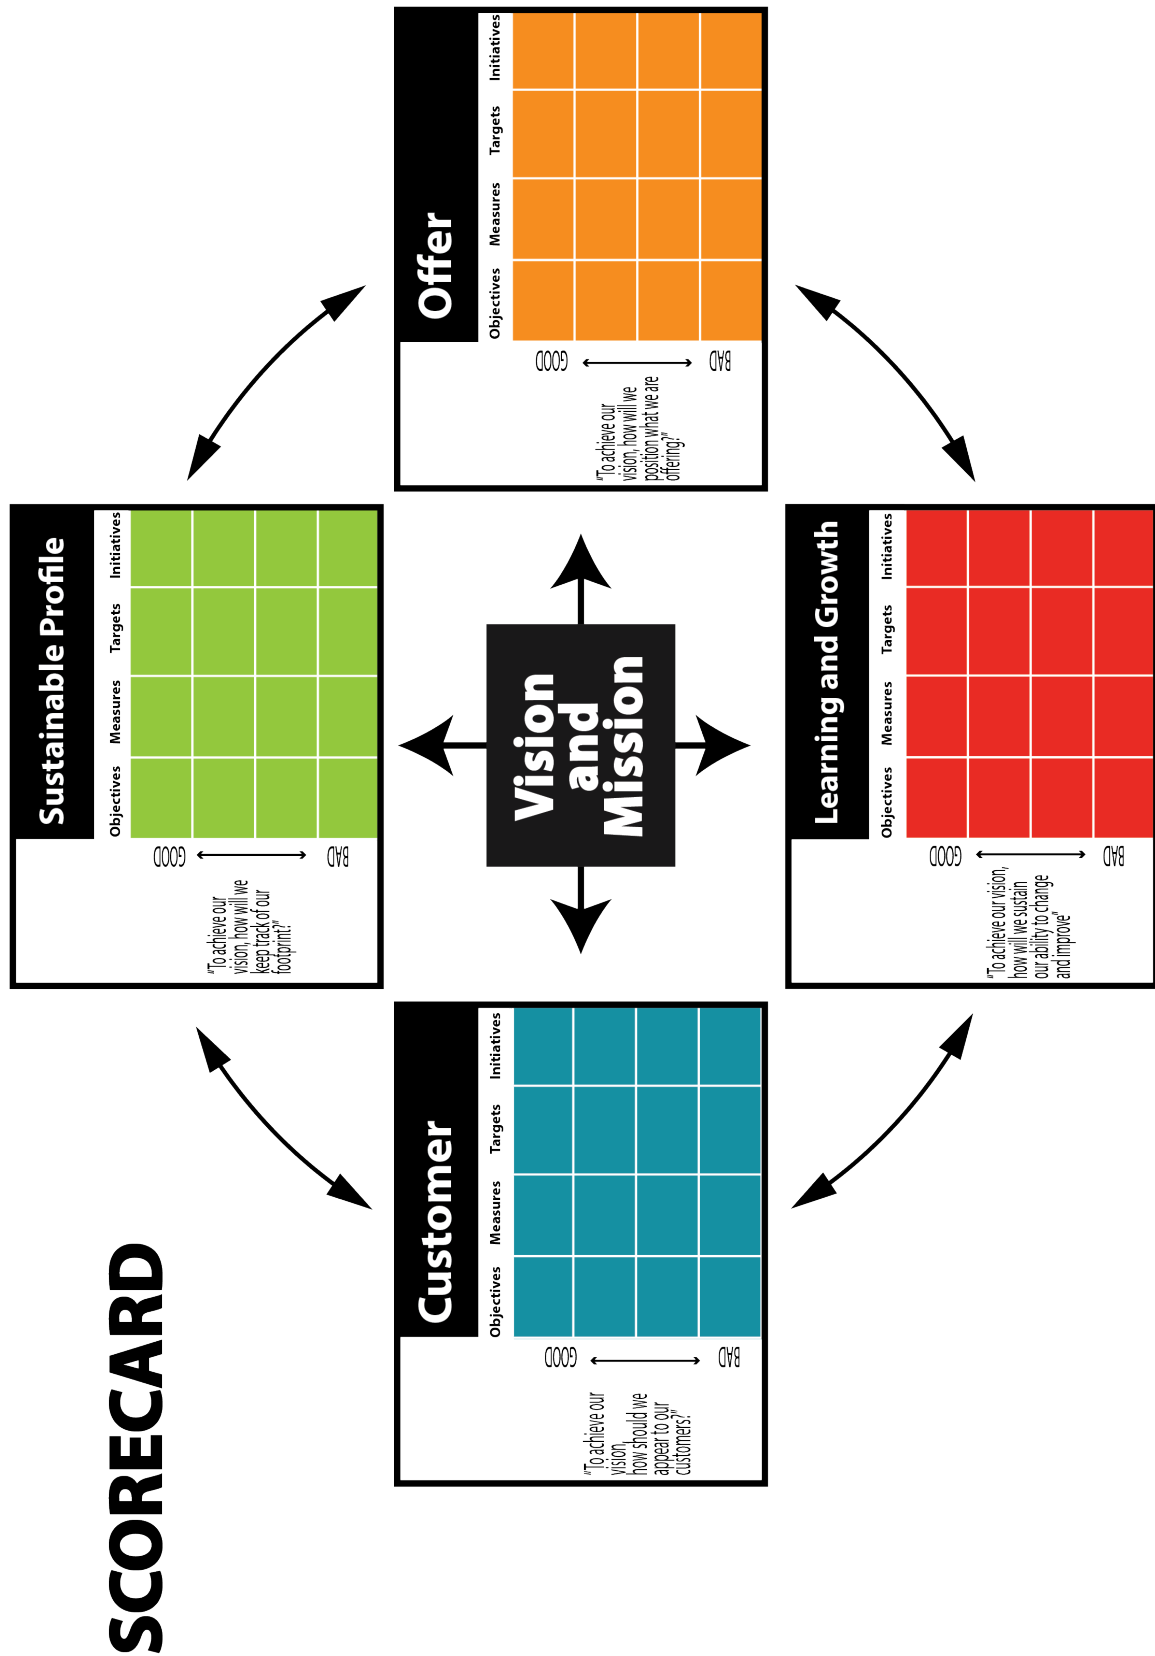 SCORECARD
Sustainable Profile
Objectives Measures Targets Initiatives
GOOD
BAD
"To achieve our
vision, how will we
keep track of our
footprint?"
Customer
Objectives Measures Targets Initiatives
GOOD
BAD
"To achieve our
vision,
how should we
appear to our
customers?"
Vision
and
Mission
Offer
Objectives Measures Targets Initiatives
GOOD
BAD
"To achieve our
vision, how will we
position what we are
offering?"
Learning and Growth
Objectives Measures Targets Initiatives
GOOD
BAD
"To achieve our vision,
how will we sustain
our ability to change
and improve"